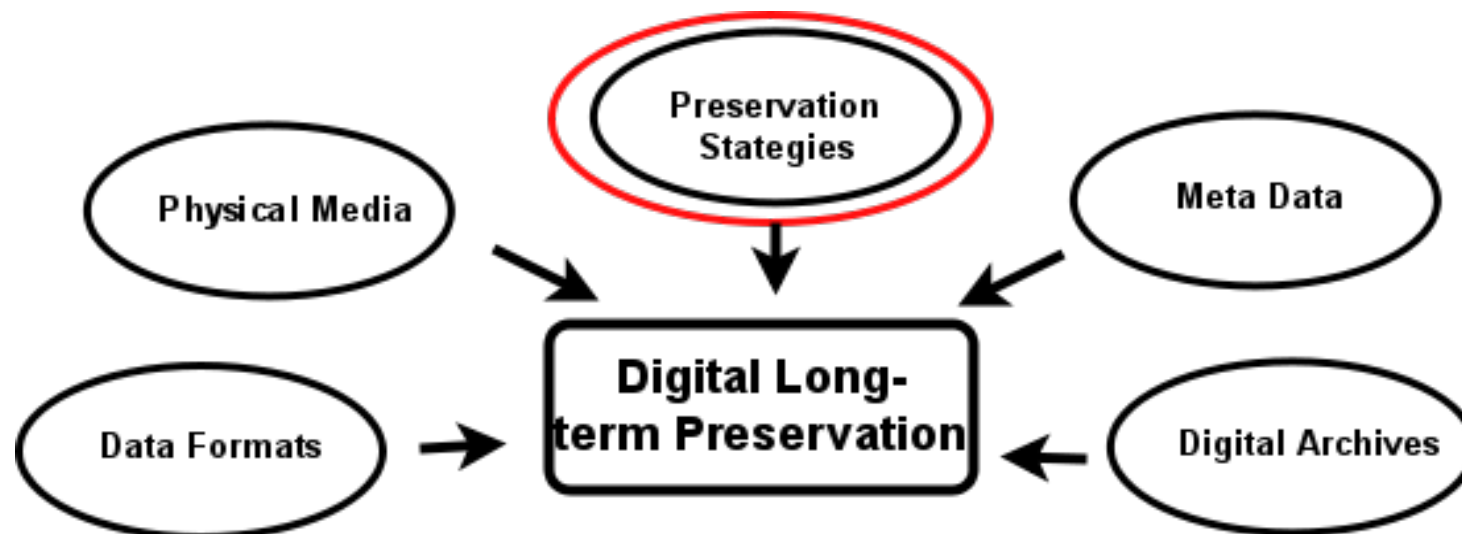 Preservation
Stategies
Physical Media
Meta Data
Digital Long-
term Preservation
Data Formats
Digital Archives